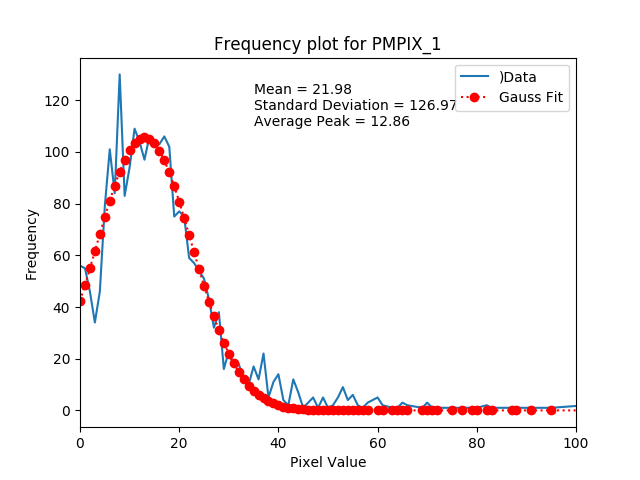 Frequency plot for PMPIX_1
Mean = 21.98
Standard Deviation = 126.97
Average Peak = 12.86
)Data
Gauss Fit
Frequency
120
100
80
60
40
20
0
0 20 40 60 80 100
Pixel Value